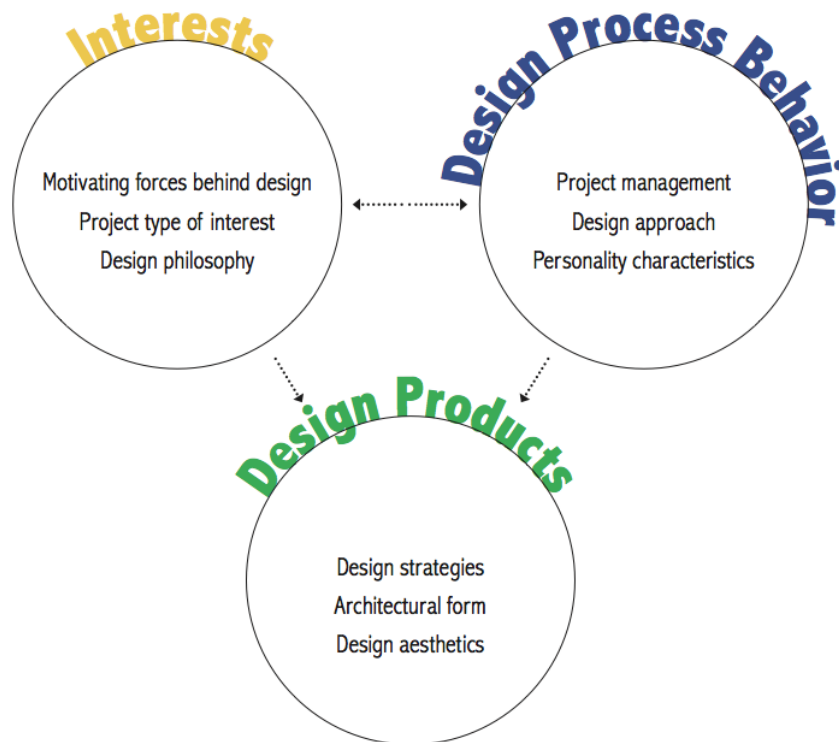 Interests
Motivating forces behind design
Project type of interest
Design philosophy
Design Process Behavior
Project management
Design approach
Personality characteristics
Design Products
Design strategies
Architectural form
Design aesthetics